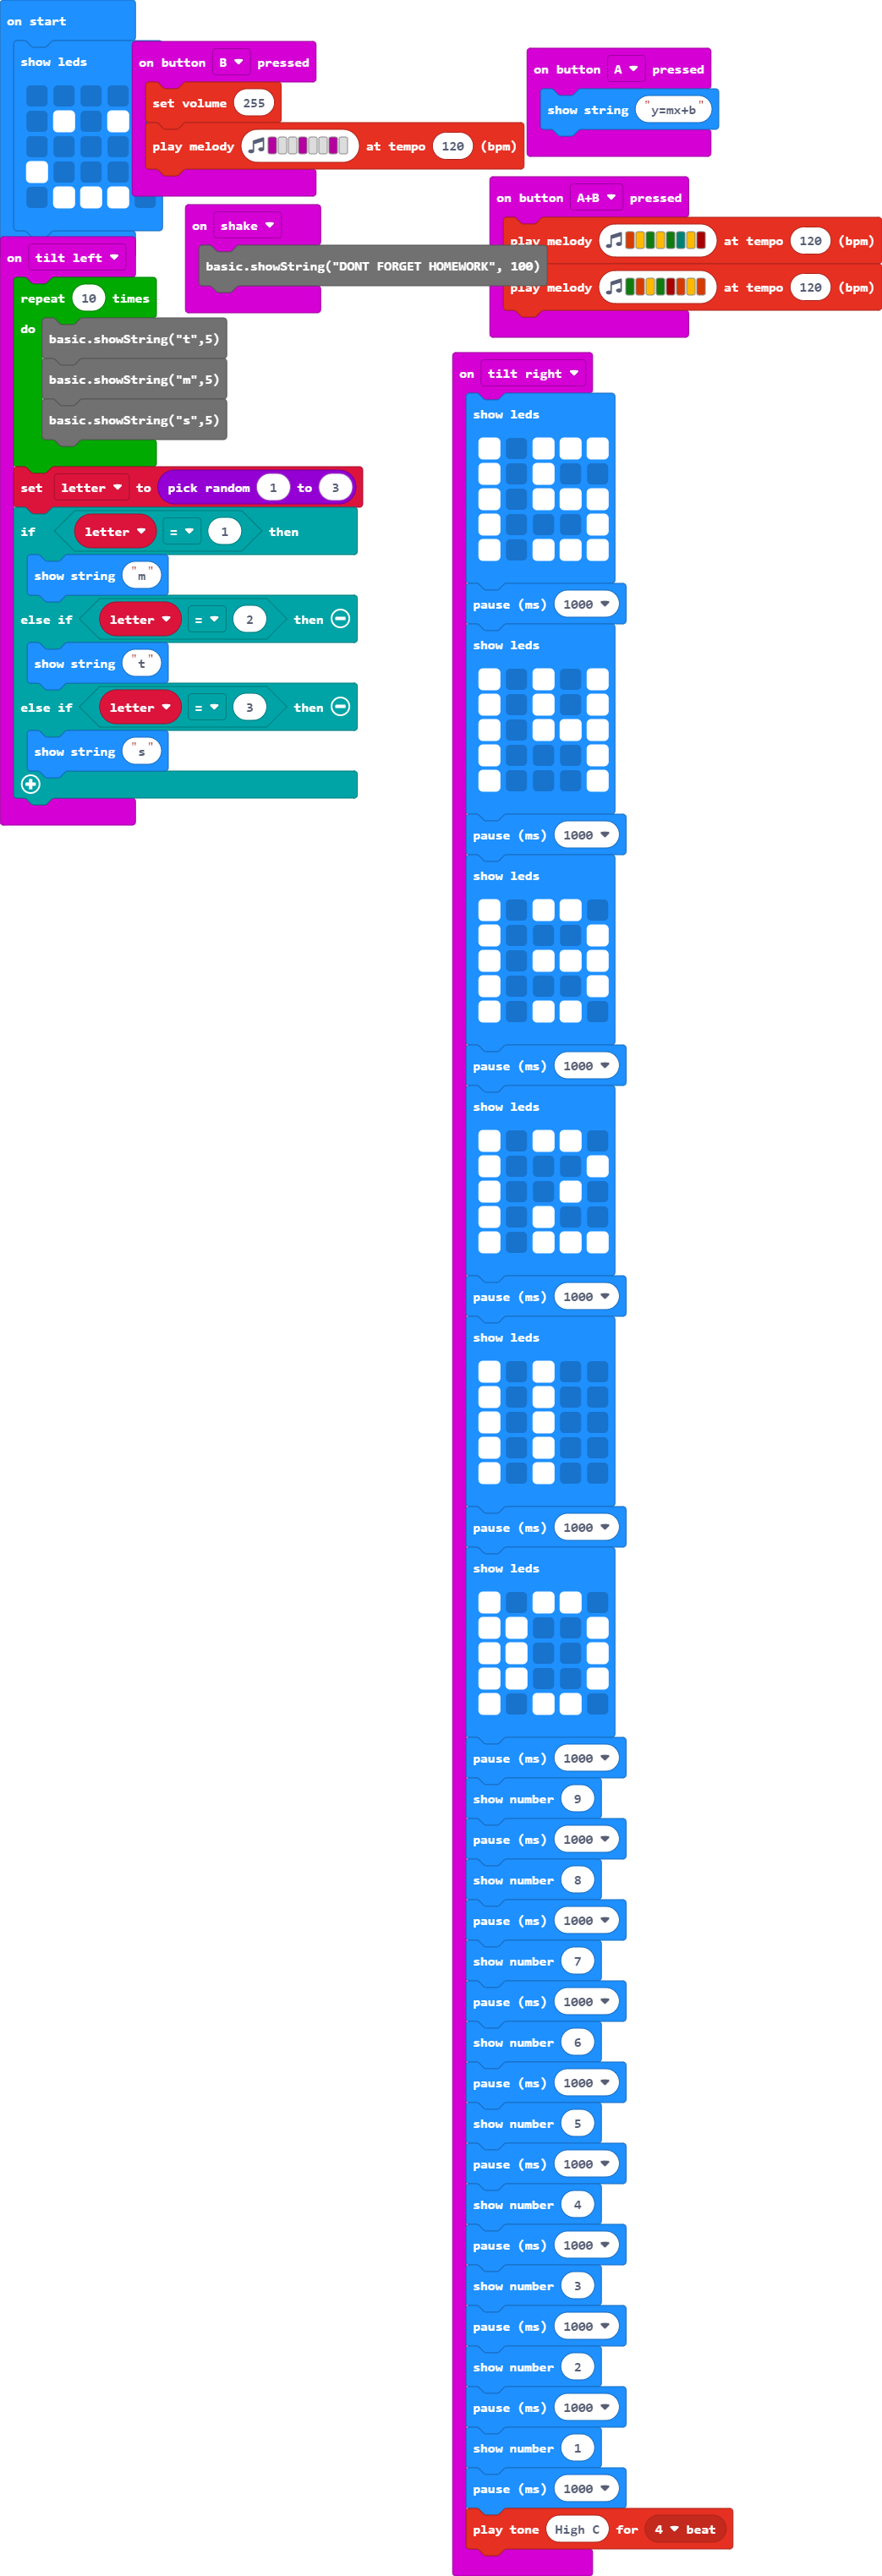 on start
show leds
on button B pressed
set volume 255
play melody at tempo 120 (bpm)
on button A pressed
show string "y=mx+b"
on button A+B pressed
play melody at tempo 120 (bpm)
play melody at tempo 120 (bpm)
on shake
basic.showString("DONT FORGET HOMEWORK", 100)
on tilt left
repeat 10 times
do
basic.showString("t",5)
basic.showString("m",5)
basic.showString("s",5)
set letter to pick random 1 to 3
if letter = 1 then
show string "m"
else if letter = 2 then
show string "t"
else if letter = 3 then
show string "s"
on tilt right
show leds
pause (ms) 1000
show leds
pause (ms) 1000
show leds
pause (ms) 1000
show leds
pause (ms) 1000
show leds
pause (ms) 1000
show leds
pause (ms) 1000
show number 9
pause (ms) 1000
show number 8
pause (ms) 1000
show number 7
pause (ms) 1000
show number 6
pause (ms) 1000
show number 5
pause (ms) 1000
show number 4
pause (ms) 1000
show number 3
pause (ms) 1000
show number 2
pause (ms) 1000
show number 1
pause (ms) 1000
play tone High C for 4 beat